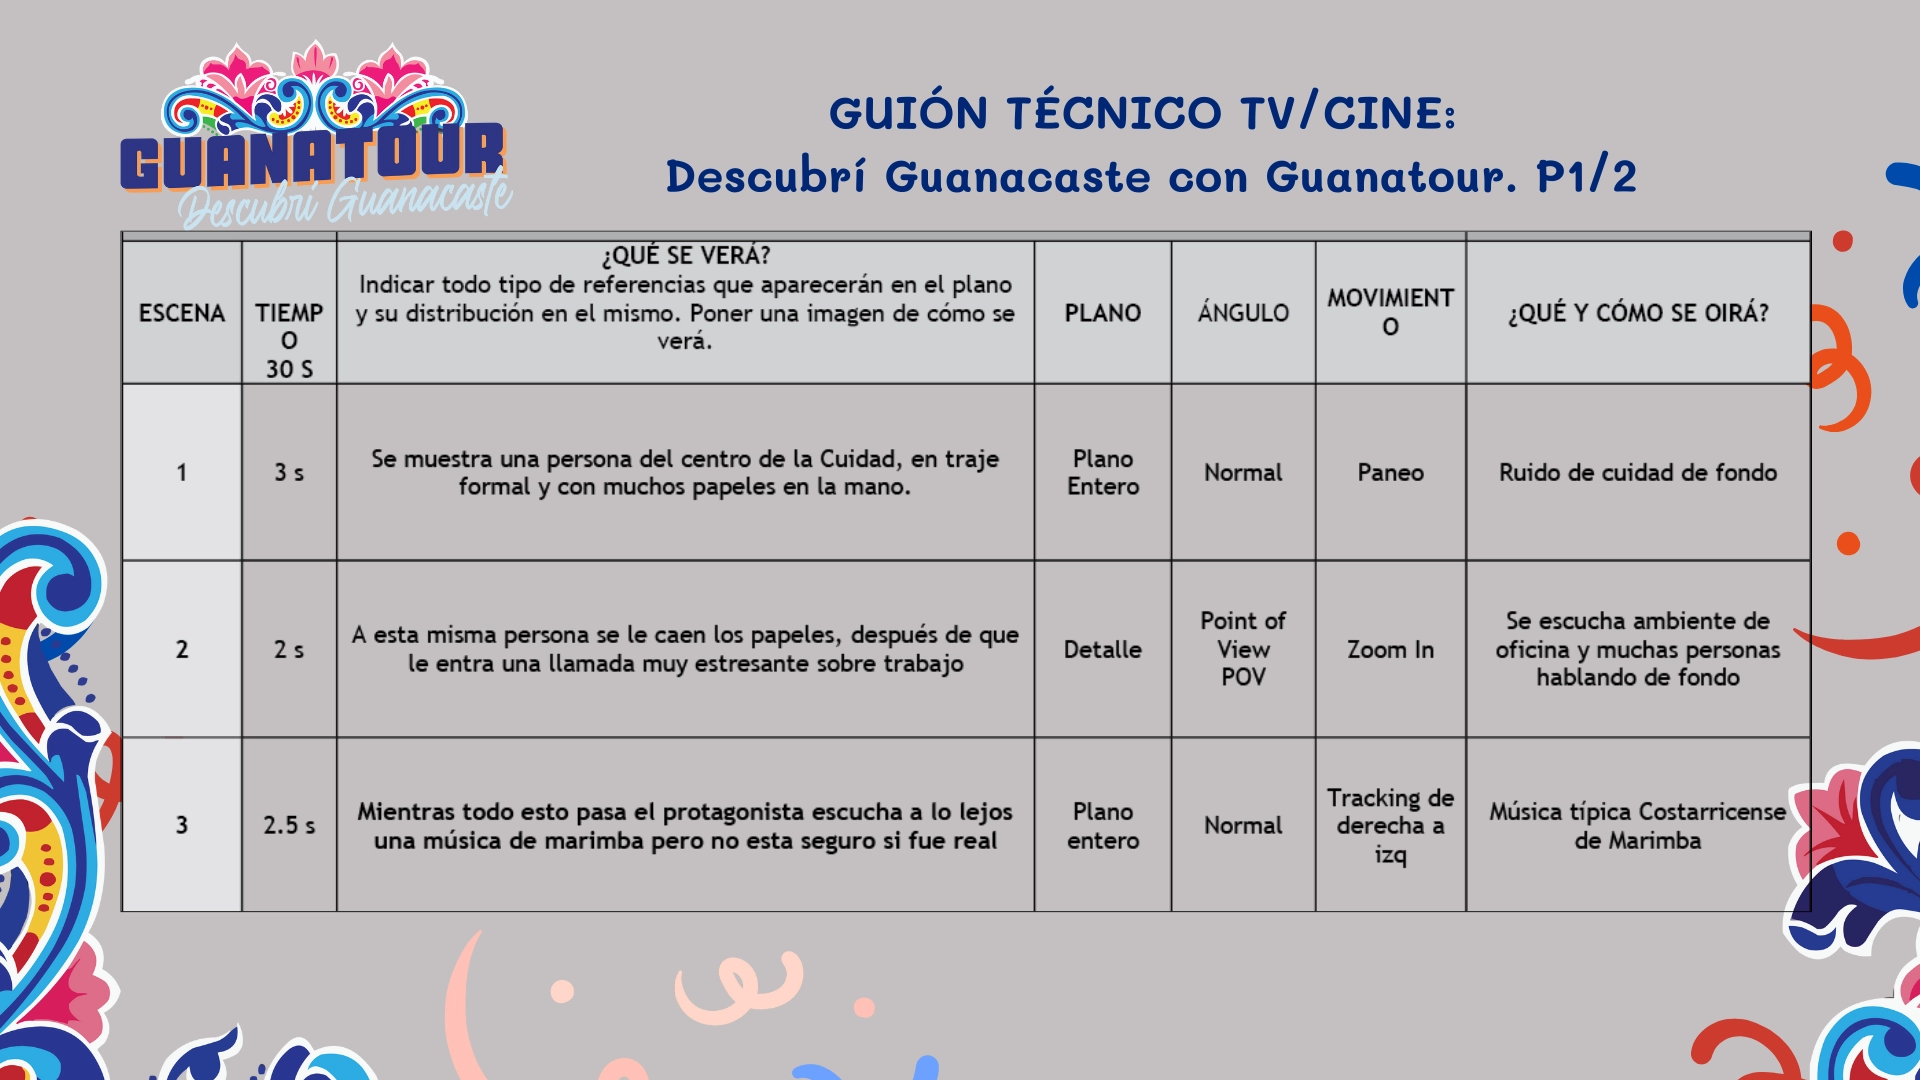 GUANATOUR
Descubrí Guanacaste
GUIÓN TÉCNICO TV/CINE:
Descubrí Guanacaste con Guanatour. P1/2
ESCENA
TIEMP
O
30 S
¿QUÉ SE VERÁ?
Indicar todo tipo de referencias que aparecerán en el plano
y su distribución en el mismo. Poner una imagen de cómo se
verá.
PLANO
ÁNGULO
MOVIMIENT
O
¿QUÉ Y CÓMO SE OIRÁ?
1
3 s
Se muestra una persona del centro de la Cuidad, en traje
formal y con muchos papeles en la mano.
Plano
Entero
Normal
Paneo
Ruido de cuidad de fondo
2
2 s
A esta misma persona se le caen los papeles, después de que
le entra una llamada muy estresante sobre trabajo
Detalle
Point of
View
POV
Zoom In
Se escucha ambiente de
oficina y muchas personas
hablando de fondo
3
2.5 s
Mientras todo esto pasa el protagonista escucha a lo lejos
una música de marimba pero no esta seguro si fue real
Plano
entero
Normal
Tracking de
derecha a
izq
Música típica Costarricense
de Marimba